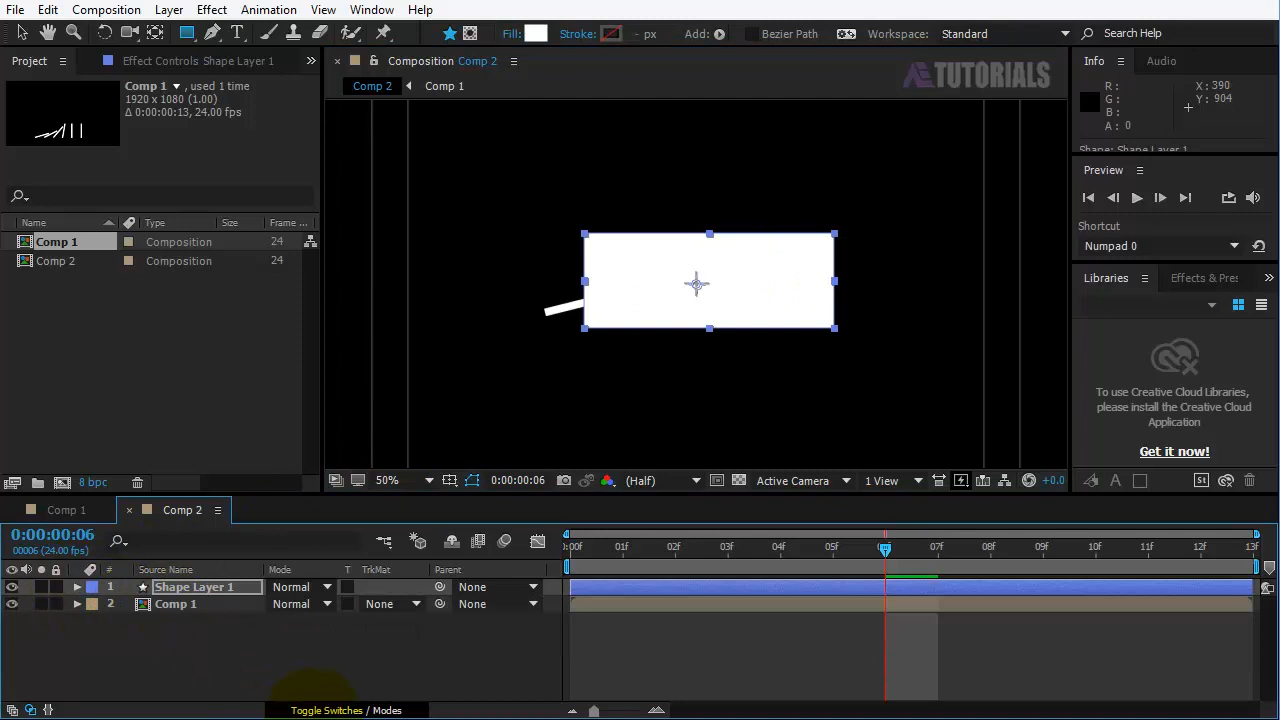 File Edit Composition Layer Effect Animation View Window Help
Fill: Stroke: - px Add: Bezier Path Workspace: Standard Search Help
Project Effect Controls Shape Layer 1
Composition Comp 2
Info Audio
Comp 1 , used 1 time
1920 x 1080 (1.00)
Δ 0:00:00:13, 24.00 fps
Comp 2 Comp 1
AETUTORIALS
R : X : 390
G : Y : 904
B :
A : 0
Shape: Shape Layer 1
Preview
Shortcut
Numpad 0
Name Type Size Frame ...
Comp 1 Composition 24
Comp 2 Composition 24
Libraries Effects & Pres
To use Creative Cloud Libraries,
please install the Creative Cloud
Application
Get it now!
8 bpc
50% 0:00:00:06 (Half) Active Camera 1 View +0.0
St
Comp 1 Comp 2
0:00:00:06
00006 (24.00 fps)
:00f 01f 02f 03f 04f 05f 07f 08f 09f 10f 11f 12f 13f
# Source Name Mode T TrkMat Parent
1 Shape Layer 1 Normal None
2 Comp 1 Normal None None
Toggle Switches / Modes